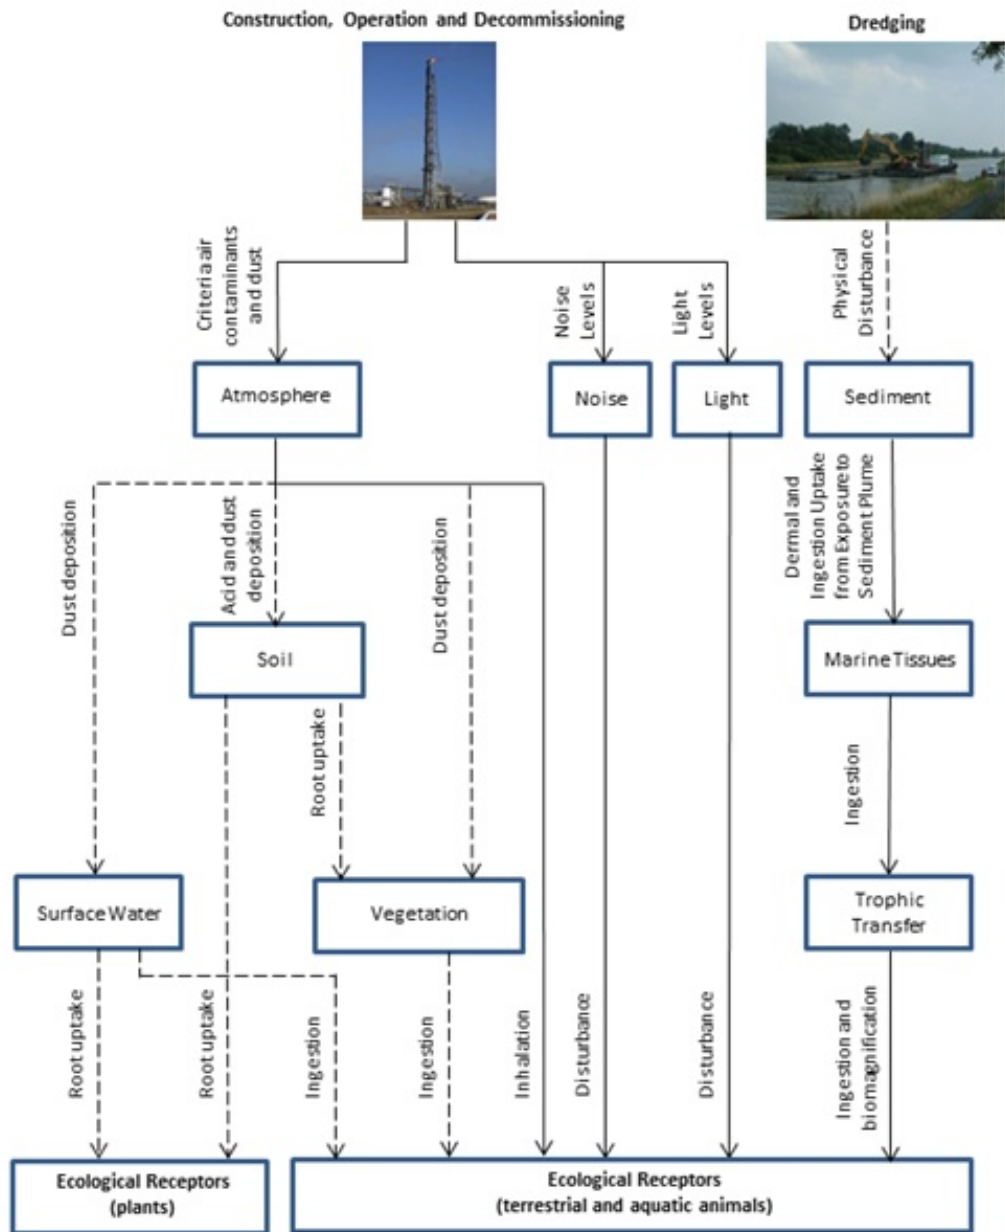 Construction, Operation and Decommissioning
Dredging
Criteria air
contaminants
and dust
Noise
Levels
Light
Levels
Physical
Disturbance
Atmosphere
Noise
Light
Sediment
Dust deposition
Acid and dust
deposition
Dust deposition
Dermal and
Ingestion Uptake
from Exposure to
Sediment Plume
Soil
Marine Tissues
Root uptake
Ingestion
Surface Water
Vegetation
Trophic
Transfer
Root uptake
Root uptake
Ingestion
Ingestion
Inhalation
Disturbance
Disturbance
Ingestion and
biomagnification
Ecological Receptors
(plants)
Ecological Receptors
(terrestrial and aquatic animals)